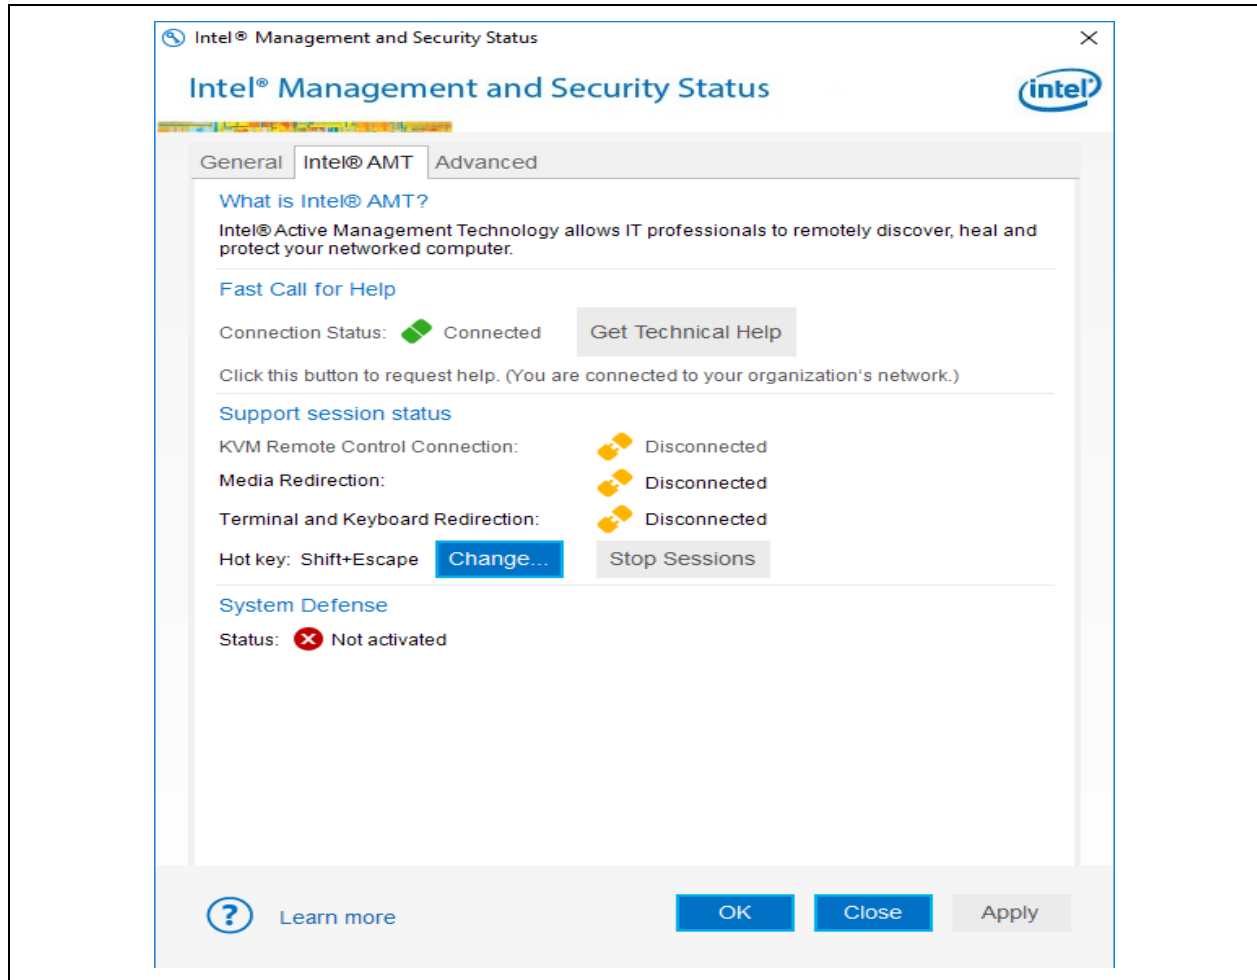 Intel® Management and Security Status
Intel® Management and Security Status
intel®
General Intel® AMT Advanced
What is Intel® AMT?
Intel® Active Management Technology allows IT professionals to remotely discover, heal and
protect your networked computer.
Fast Call for Help
Connection Status: Connected Get Technical Help
Click this button to request help. (You are connected to your organization's network.)
Support session status
KVM Remote Control Connection: Disconnected
Media Redirection: Disconnected
Terminal and Keyboard Redirection: Disconnected
Hot key: Shift+Escape Change... Stop Sessions
System Defense
Status: Not activated
? Learn more OK Close Apply